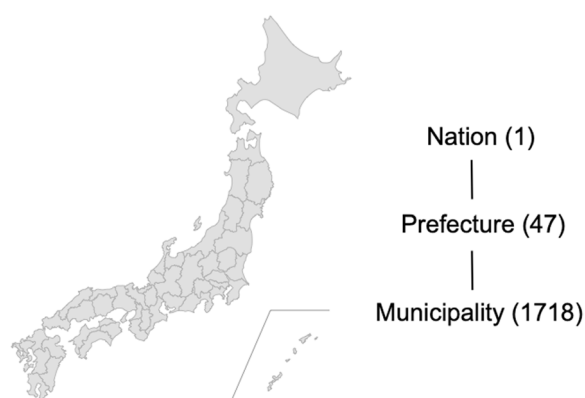 Nation (1)
Prefecture (47)
Municipality (1718)